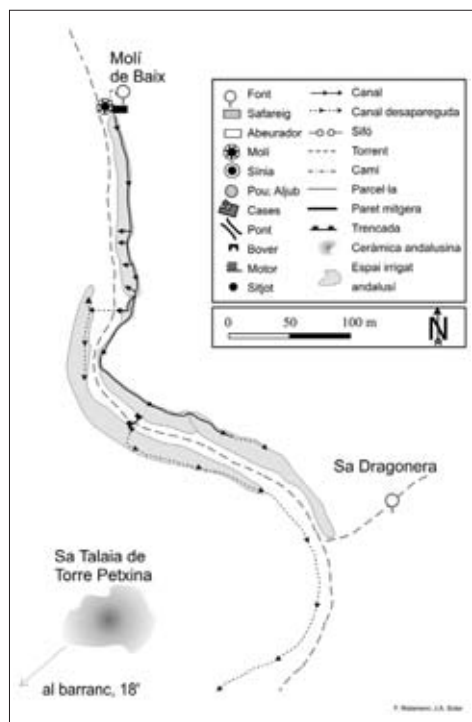 Molí
de Baix
Font
Safareig
Abeurador
Molí
Sínia
Pou; Aljub
Cases
Pont
Bover
Motor
Sitjot
Canal
Canal desapareguda
Sifó
Torrent
Camí
Parcel·la
Paret mitgera
Trencada
Ceràmica andalusina
Espai irrigat
andalusí
0 50 100 m
N
Sa Dragonera
Sa Talaia de
Torre Petxina
al barranc, 18'